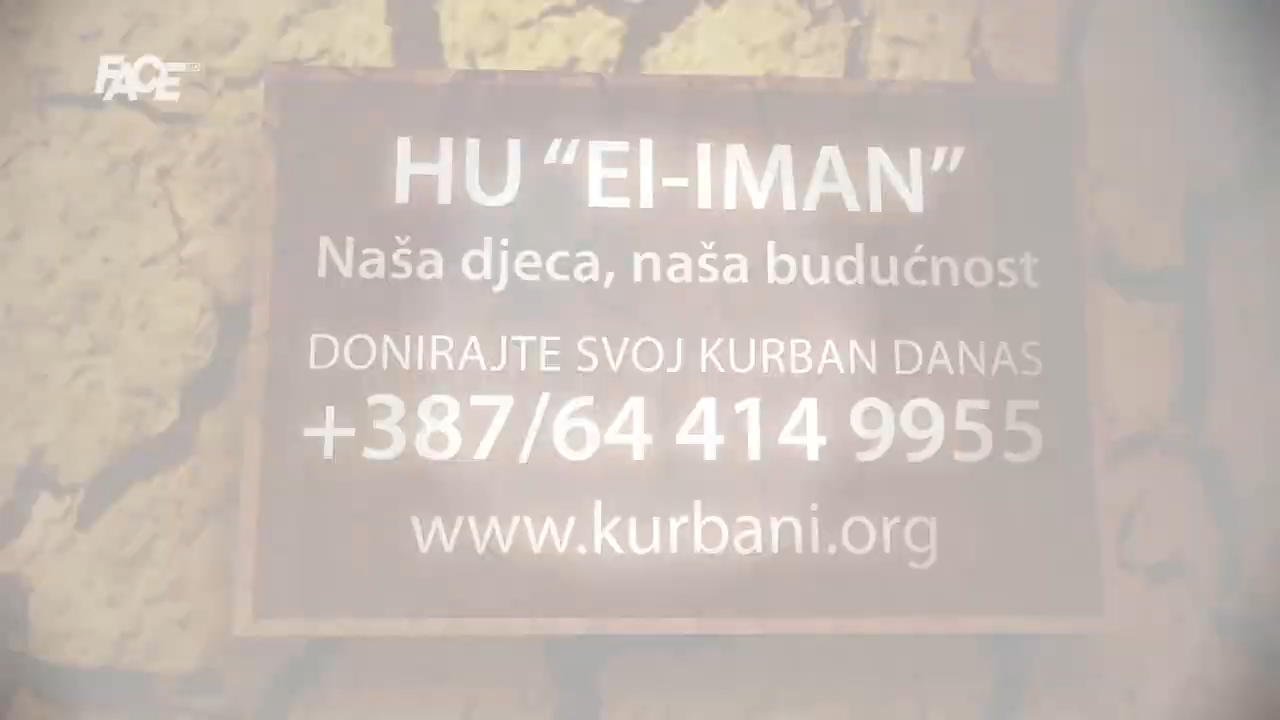 FACE
HU “El-IMAN”
Naša djeca, naša budućnost
DONIRAJTE SVOJ KURBAN DANAS
+387/64 414 9955
www.kurbani.org